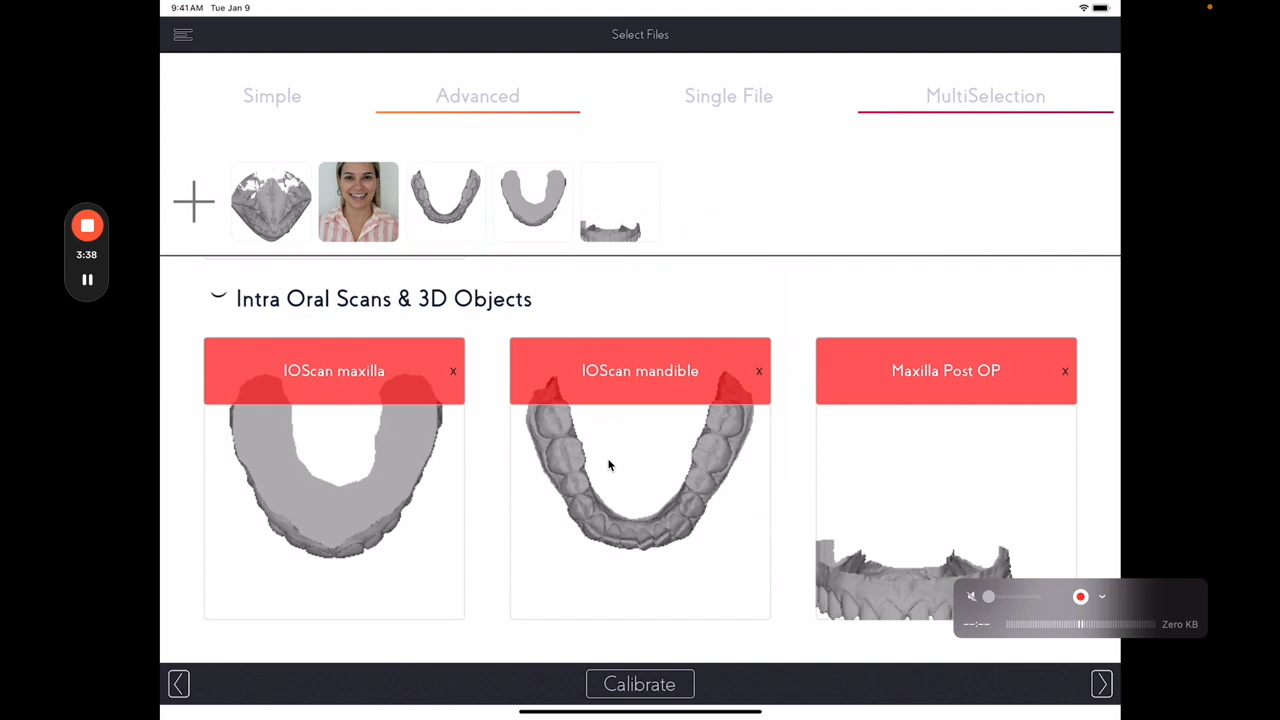 9:41 AM Tue Jan 9
Select Files
Simple Advanced Single File MultiSelection
3:38
Intra Oral Scans & 3D Objects
IOScan maxilla x IOScan mandible x Maxilla Post OP x
--:-- Zero KB
Calibrate